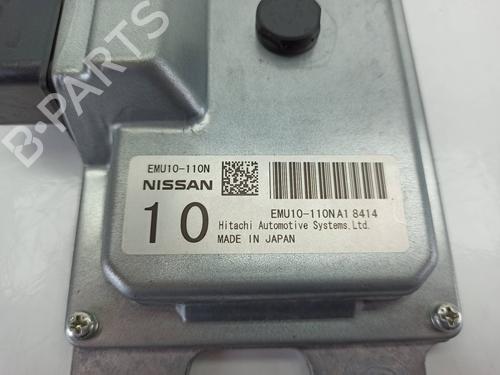 B-PARTS
EMU10-110N
NISSAN
10
EMU10-110NA1 8414
Hitachi Automotive Systems,Ltd.
MADE IN JAPAN